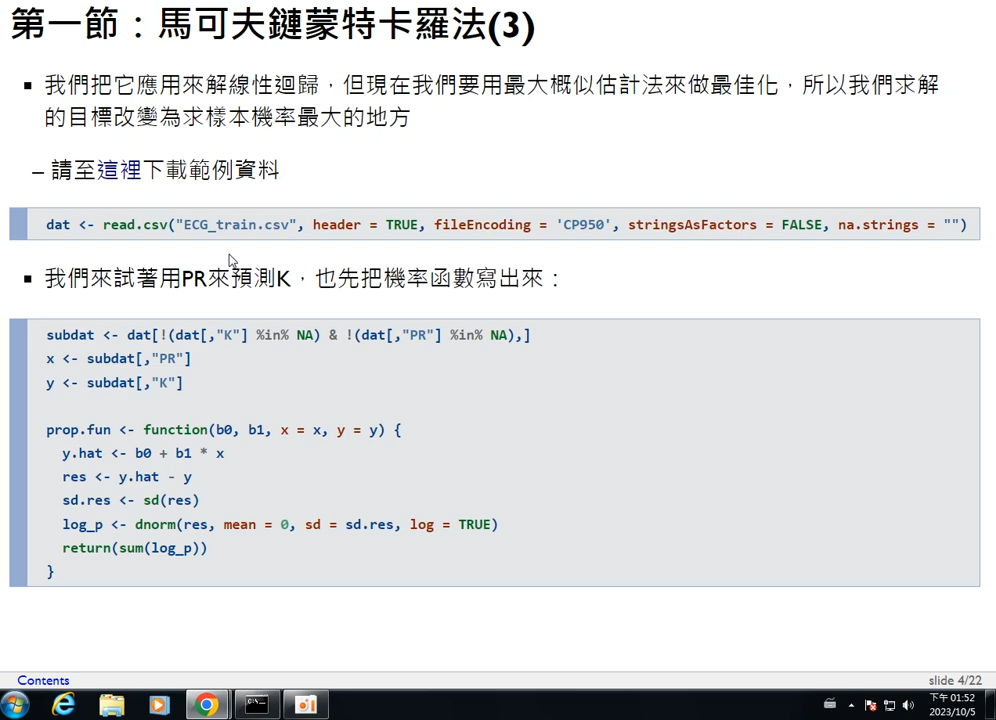 第一節：馬可夫鏈蒙特卡羅法(3)
▪ 我們把它應用來解線性迴歸，但現在我們要用最大概似估計法來做最佳化，所以我們求解
的目標改變為求樣本機率最大的地方
– 請至這裡下載範例資料
dat <- read.csv("ECG_train.csv", header = TRUE, fileEncoding = 'CP950', stringsAsFactors = FALSE, na.strings = "")
▪ 我們來試著用PR來預測K，也先把機率函數寫出來：
subdat <- dat[!(dat[,"K"] %in% NA) & !(dat[,"PR"] %in% NA),]
x <- subdat[,"PR"]
y <- subdat[,"K"]
prop.fun <- function(b0, b1, x = x, y = y) {
  y.hat <- b0 + b1 * x
  res <- y.hat - y
  sd.res <- sd(res)
  log_p <- dnorm(res, mean = 0, sd = sd.res, log = TRUE)
  return(sum(log_p))
}
Contents
slide 4/22
下午 01:52
2023/10/5